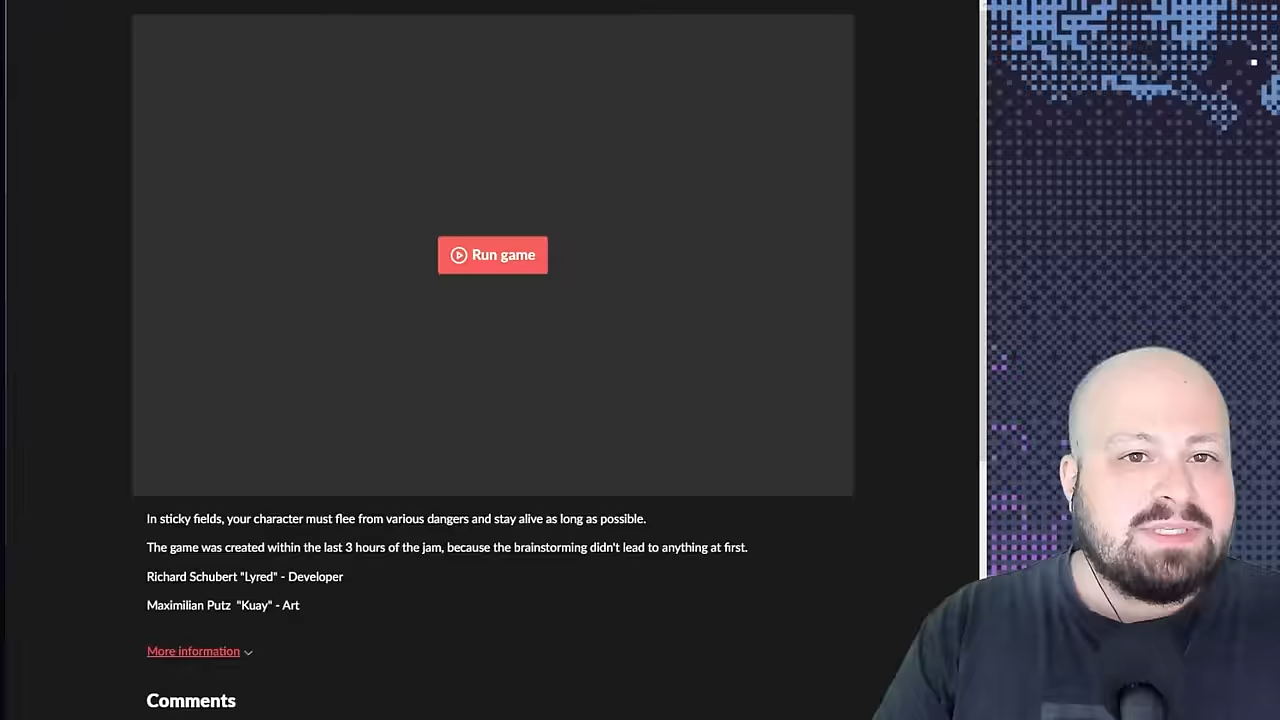 Run game
In sticky fields, your character must flee from various dangers and stay alive as long as possible.
The game was created within the last 3 hours of the jam, because the brainstorming didn't lead to anything at first.
Richard Schubert "Lyred" - Developer
Maximilian Putz "Kuay" - Art
More information
Comments